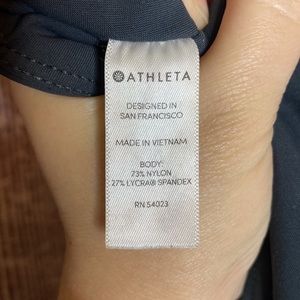 ATHLETA
DESIGNED IN
SAN FRANCISCO
MADE IN VIETNAM
BODY:
73% NYLON
27% LYCRA® SPANDEX
RN 54023